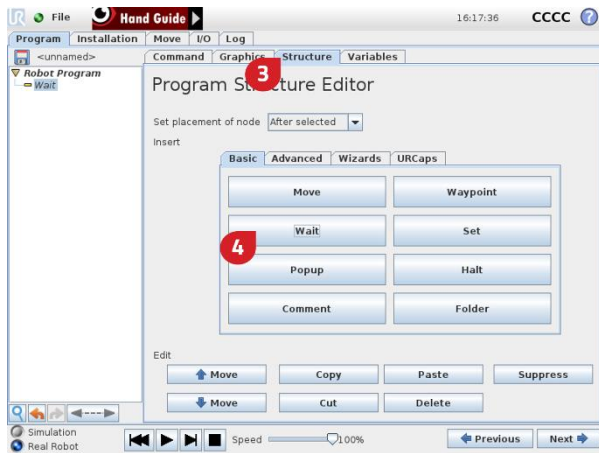 UR File Hand Guide 16:17:36 CCCC ?
Program Installation Move I/O Log
<unnamed> Command Graphics Structure Variables
Robot Program
Wait
3
Program Structure Editor
Set placement of node After selected
Insert
Basic Advanced Wizards URCaps
Move Waypoint
Wait Set
4
Popup Halt
Comment Folder
Edit
Move Copy Paste Suppress
Move Cut Delete
Simulation
Real Robot
Speed 100% Previous Next